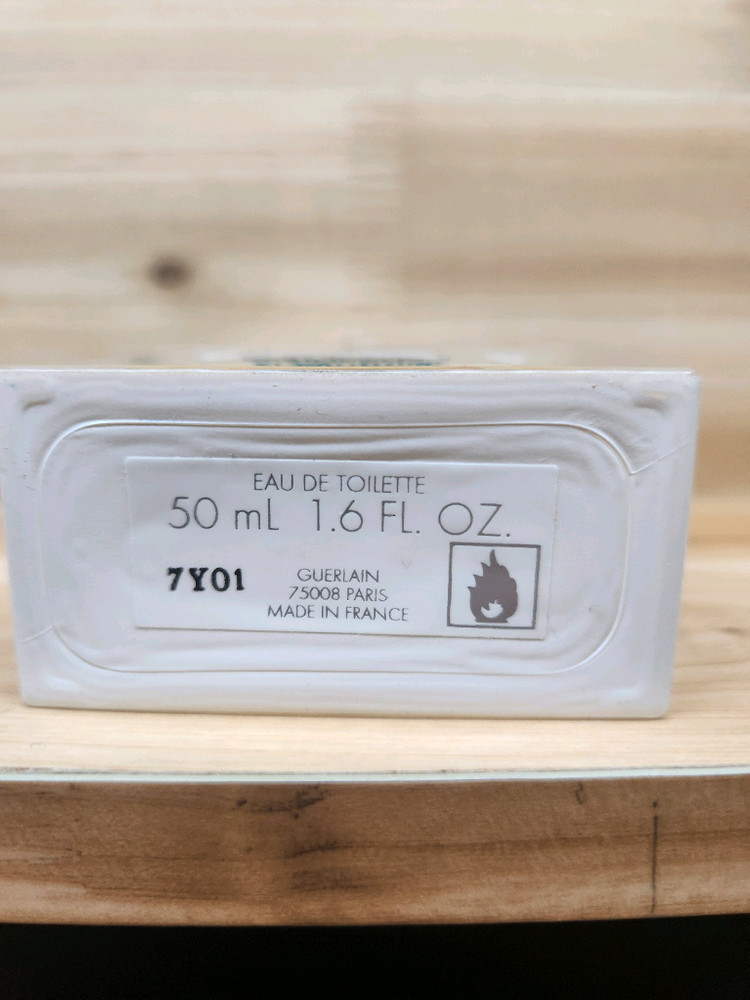 EAU DE TOILETTE
50 mL 1.6 FL. OZ.
7Y01
GUERLAIN
75008 PARIS
MADE IN FRANCE